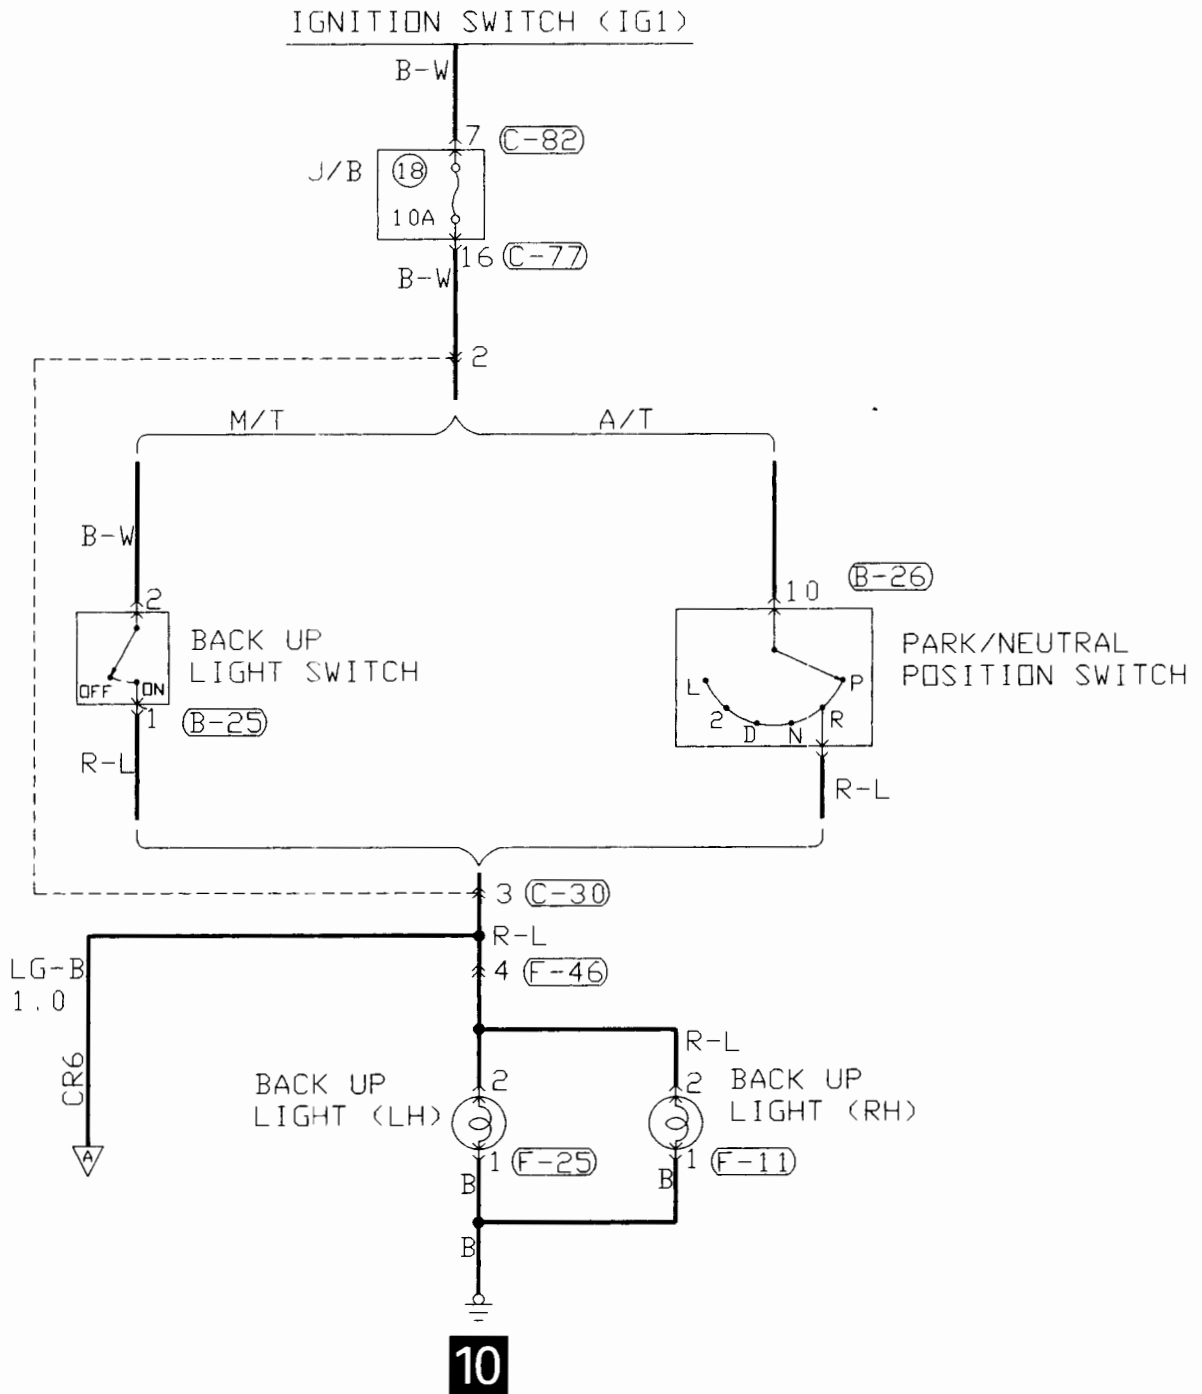 IGNITION SWITCH (IG1)
B-W
7 C-82
J/B 18
10A
16 C-77
B-W
2
M/T A/T
B-W
2
BACK UP
LIGHT SWITCH
OFF ON
1 B-25
R-L
10 B-26
PARK/NEUTRAL
POSITION SWITCH
L 2 D N R P
R-L
3 C-30
R-L
LG-B
1.0
4 F-46
CR6
A
R-L
BACK UP
LIGHT (LH)
2
1 F-25
B
2
BACK UP
LIGHT (RH)
1 F-11
B
B
10